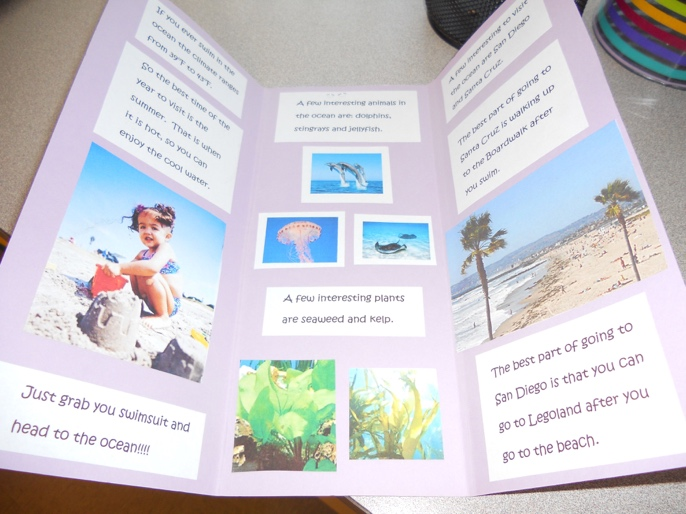 If you ever swim in the
ocean the climate ranges
from 39°F to 93°F.
So the best time of the
year to visit is the
summer. That is when
it is hot, so you can
enjoy the cool water.
Just grab you swimsuit and
head to the ocean!!!!
A few interesting animals in
the ocean are: dolphins,
stingrays and jellyfish.
A few interesting plants
are seaweed and kelp.
A few interesting to visit
the ocean are San Diego
and Santa Cruz.
The best part of going to
Santa Cruz is walking up
to the Boardwalk after
you swim.
The best part of going to
San Diego is that you can
go to Legoland after you
go to the beach.